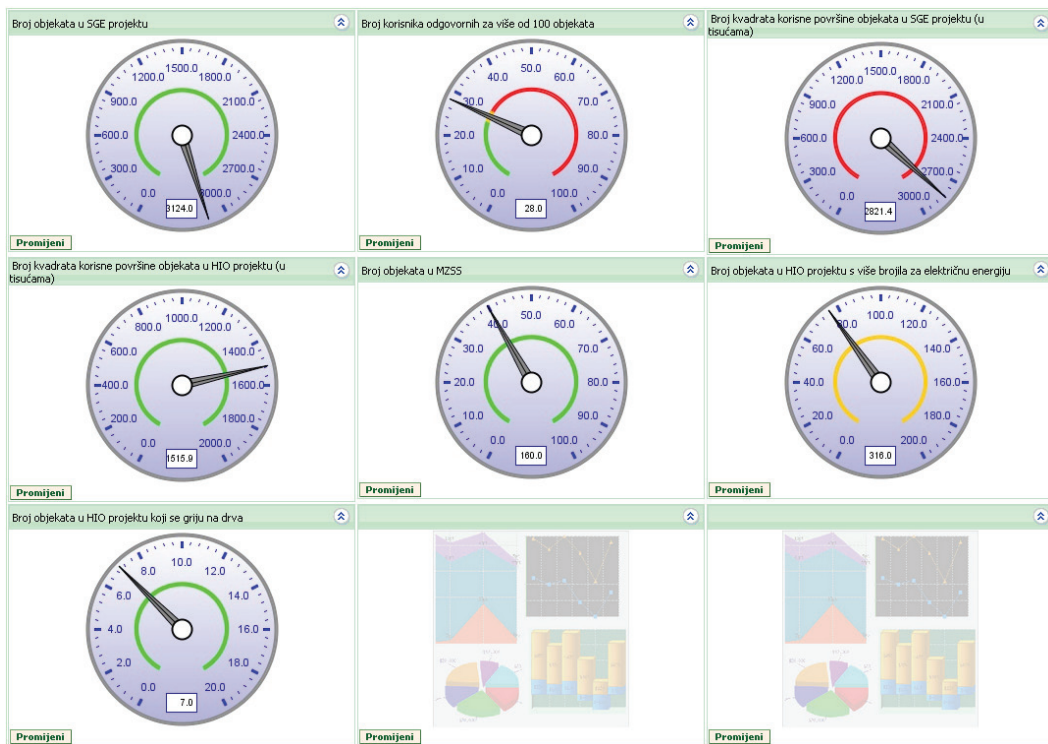 Broj objekata u SGE projektu
1500.0
1200.0 1800.0
900.0 2100.0
600.0 2400.0
300.0 2700.0
0.0 3000.0
3124.0
Promijeni
Broj korisnika odgovornih za više od 100 objekata
50.0
40.0 60.0
30.0 70.0
20.0 80.0
10.0 90.0
0.0 100.0
28.0
Promijeni
Broj kvadrata korisne površine objekata u SGE projektu (u
tisućama)
1500.0
1200.0 1800.0
900.0 2100.0
600.0 2400.0
300.0 2700.0
0.0 3000.0
2821.4
Promijeni
Broj kvadrata korisne površine objekata u HIO projektu (u
tisućama)
1000.0
800.0 1200.0
600.0 1400.0
400.0 1600.0
200.0 1800.0
0.0 2000.0
1515.9
Promijeni
Broj objekata u MZSS
50.0
40.0 60.0
30.0 70.0
20.0 80.0
10.0 90.0
0.0 100.0
160.0
Promijeni
Broj objekata u HIO projektu s više brojila za električnu energiju
100.0
80.0 120.0
60.0 140.0
40.0 160.0
20.0 180.0
0.0 200.0
316.0
Promijeni
Broj objekata u HIO projektu koji se griju na drva
10.0
8.0 12.0
6.0 14.0
4.0 16.0
2.0 18.0
0.0 20.0
7.0
Promijeni
Promijeni
Promijeni